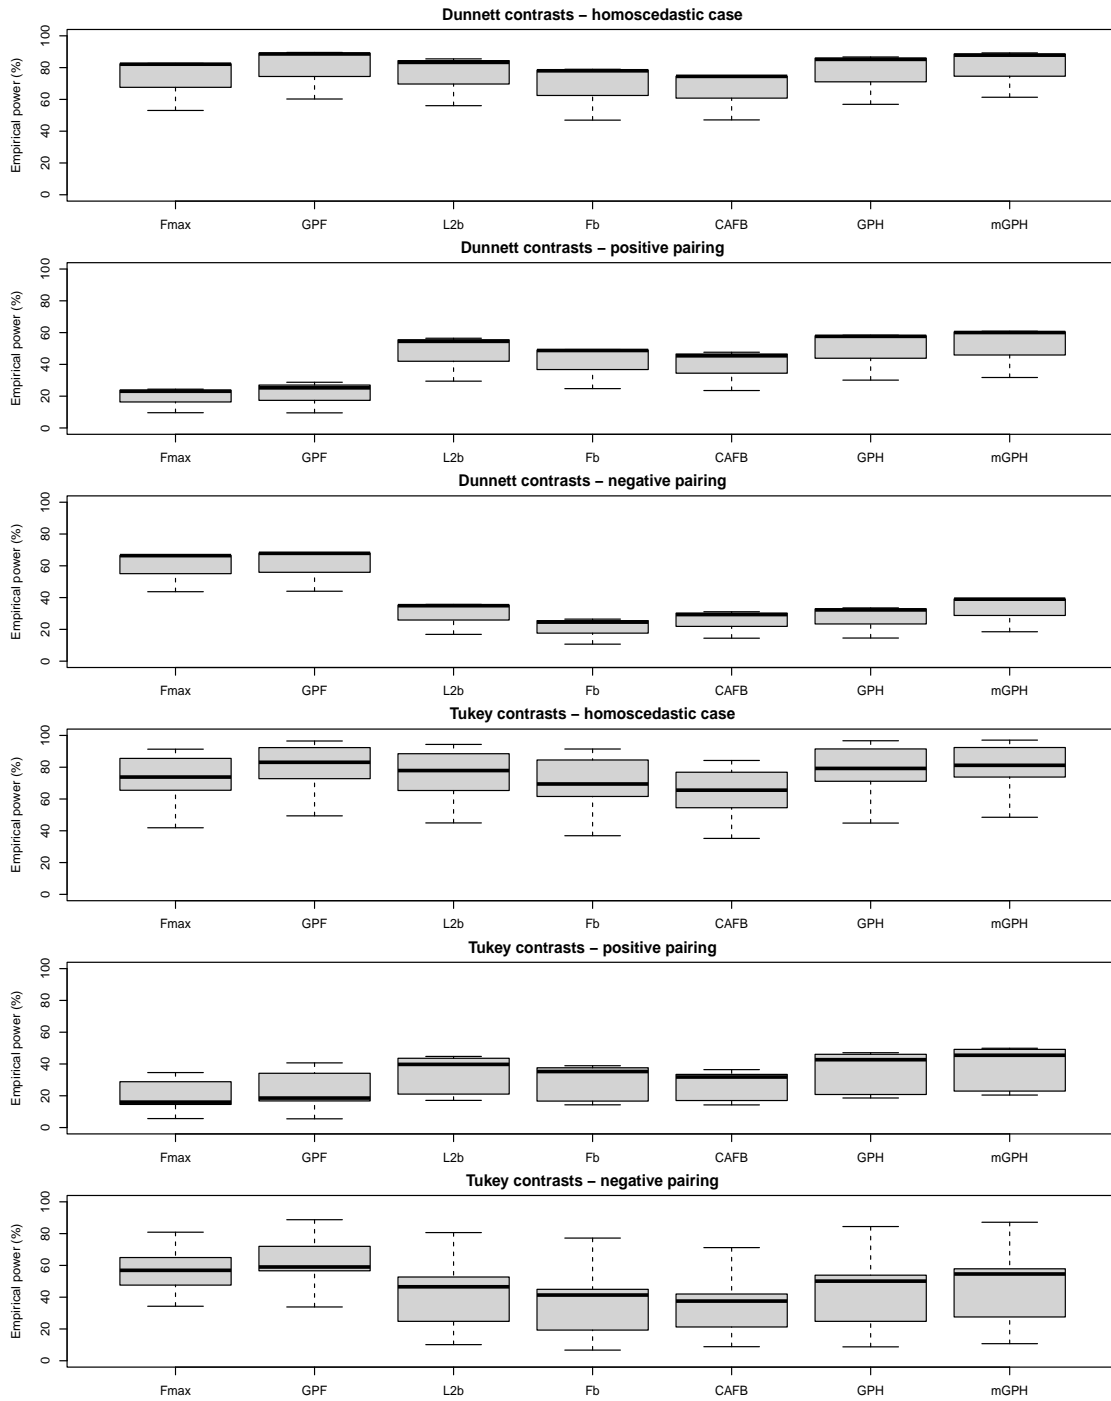 Dunnett contrasts – homoscedastic case
Empirical power (%)
100
80
60
40
20
0
Fmax GPF L2b Fb CAFB GPH mGPH
Dunnett contrasts – positive pairing
Empirical power (%)
100
80
60
40
20
0
Fmax GPF L2b Fb CAFB GPH mGPH
Dunnett contrasts – negative pairing
Empirical power (%)
100
80
60
40
20
0
Fmax GPF L2b Fb CAFB GPH mGPH
Tukey contrasts – homoscedastic case
Empirical power (%)
100
80
60
40
20
0
Fmax GPF L2b Fb CAFB GPH mGPH
Tukey contrasts – positive pairing
Empirical power (%)
100
80
60
40
20
0
Fmax GPF L2b Fb CAFB GPH mGPH
Tukey contrasts – negative pairing
Empirical power (%)
100
80
60
40
20
0
Fmax GPF L2b Fb CAFB GPH mGPH